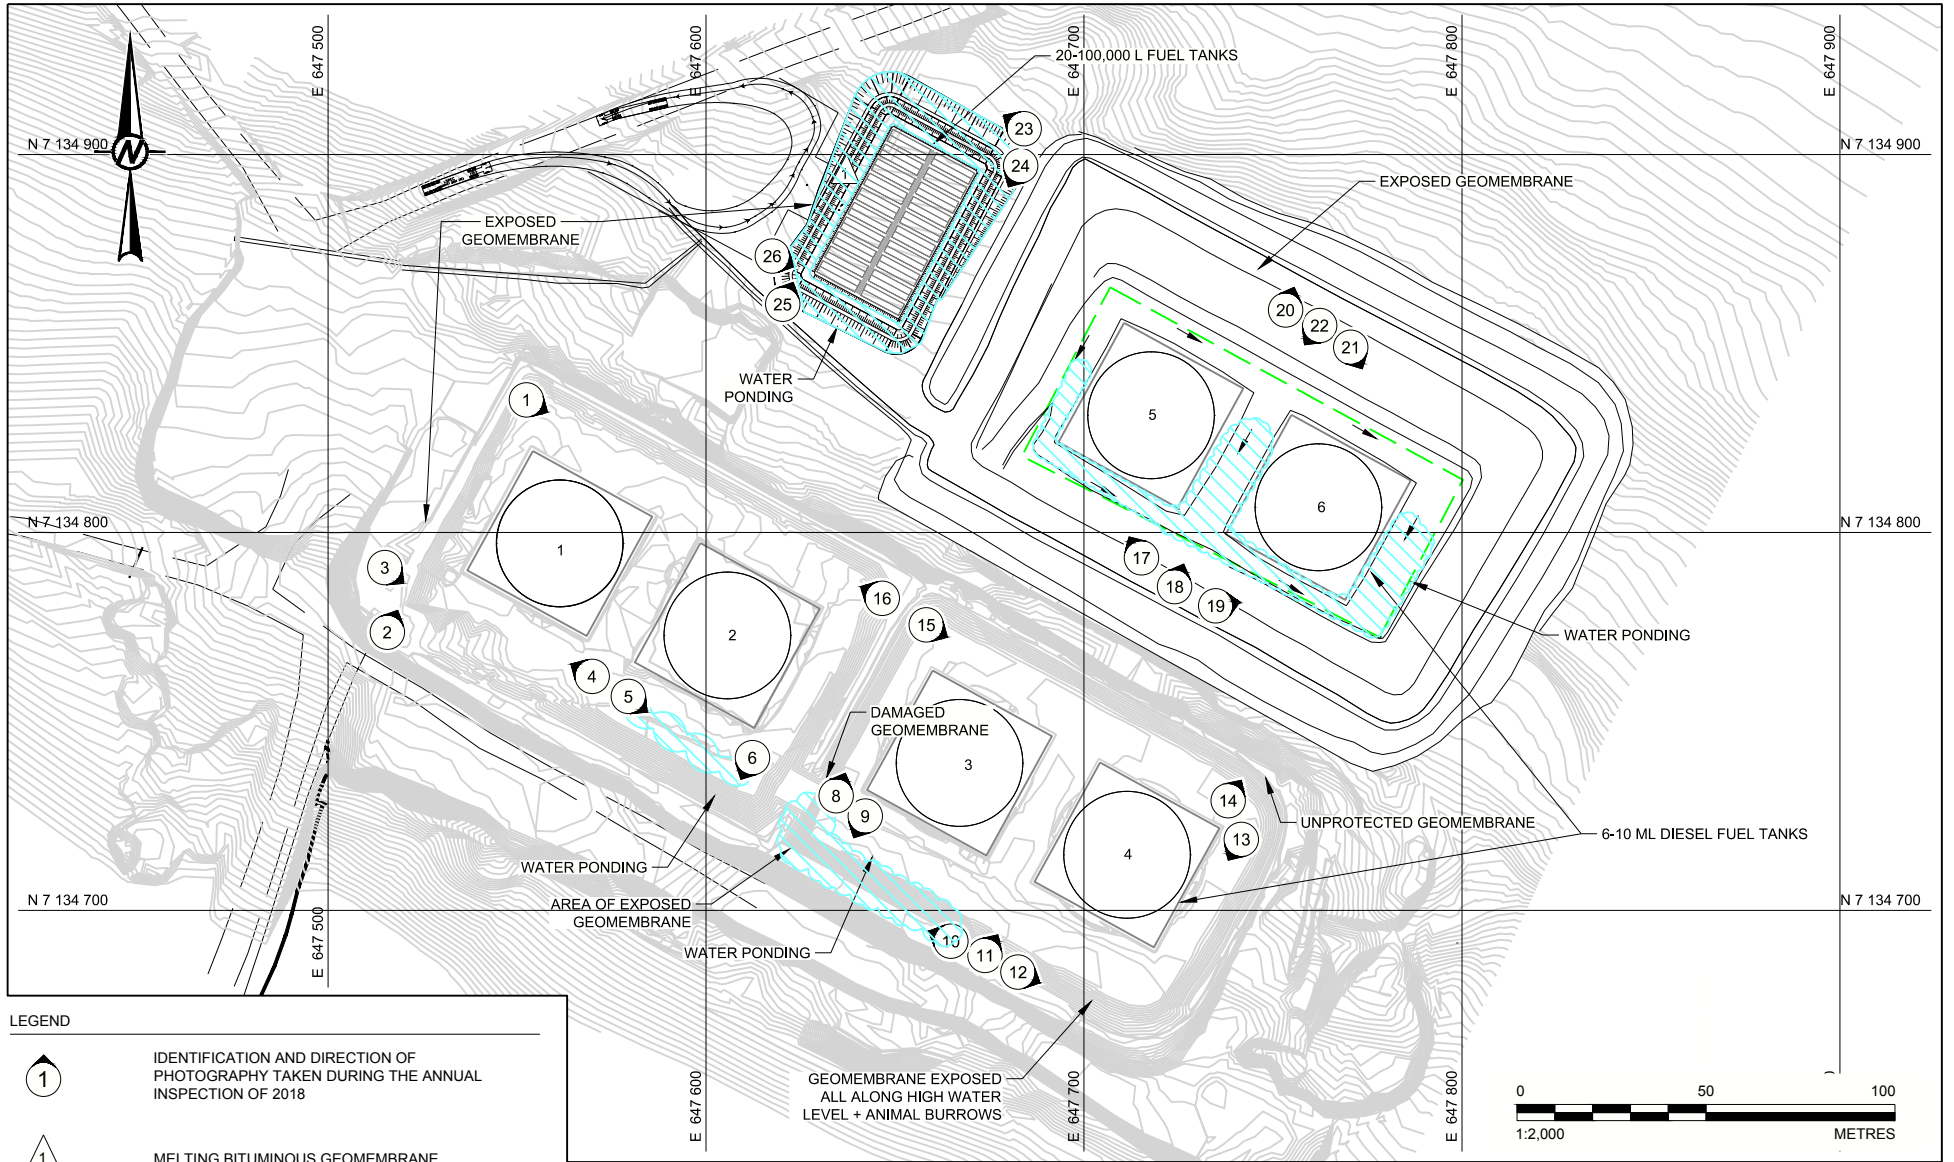 E 647 500
E 647 600
E 647 700
E 647 800
E 647 900
20-100,000 L FUEL TANKS
N
N 7 134 900
N 7 134 900
23
24
EXPOSED GEOMEMBRANE
1
EXPOSED
GEOMEMBRANE
26
25
20
22
21
WATER
PONDING
1
5
6
N 7 134 800
N 7 134 800
1
3
2
2
16
15
17
18
19
WATER PONDING
4
5
6
DAMAGED
GEOMEMBRANE
3
8
9
14
13
4
UNPROTECTED GEOMEMBRANE
6-10 ML DIESEL FUEL TANKS
WATER PONDING
AREA OF EXPOSED
GEOMEMBRANE
WATER PONDING
N 7 134 700
N 7 134 700
10
11
12
E 647 500
E 647 600
E 647 700
E 647 800
GEOMEMBRANE EXPOSED
ALL ALONG HIGH WATER
LEVEL + ANIMAL BURROWS
0 50 100
1:2,000 METRES
LEGEND
1
IDENTIFICATION AND DIRECTION OF
PHOTOGRAPHY TAKEN DURING THE ANNUAL
INSPECTION OF 2018
1
MELTING BITUMINOUS GEOMEMBRANE